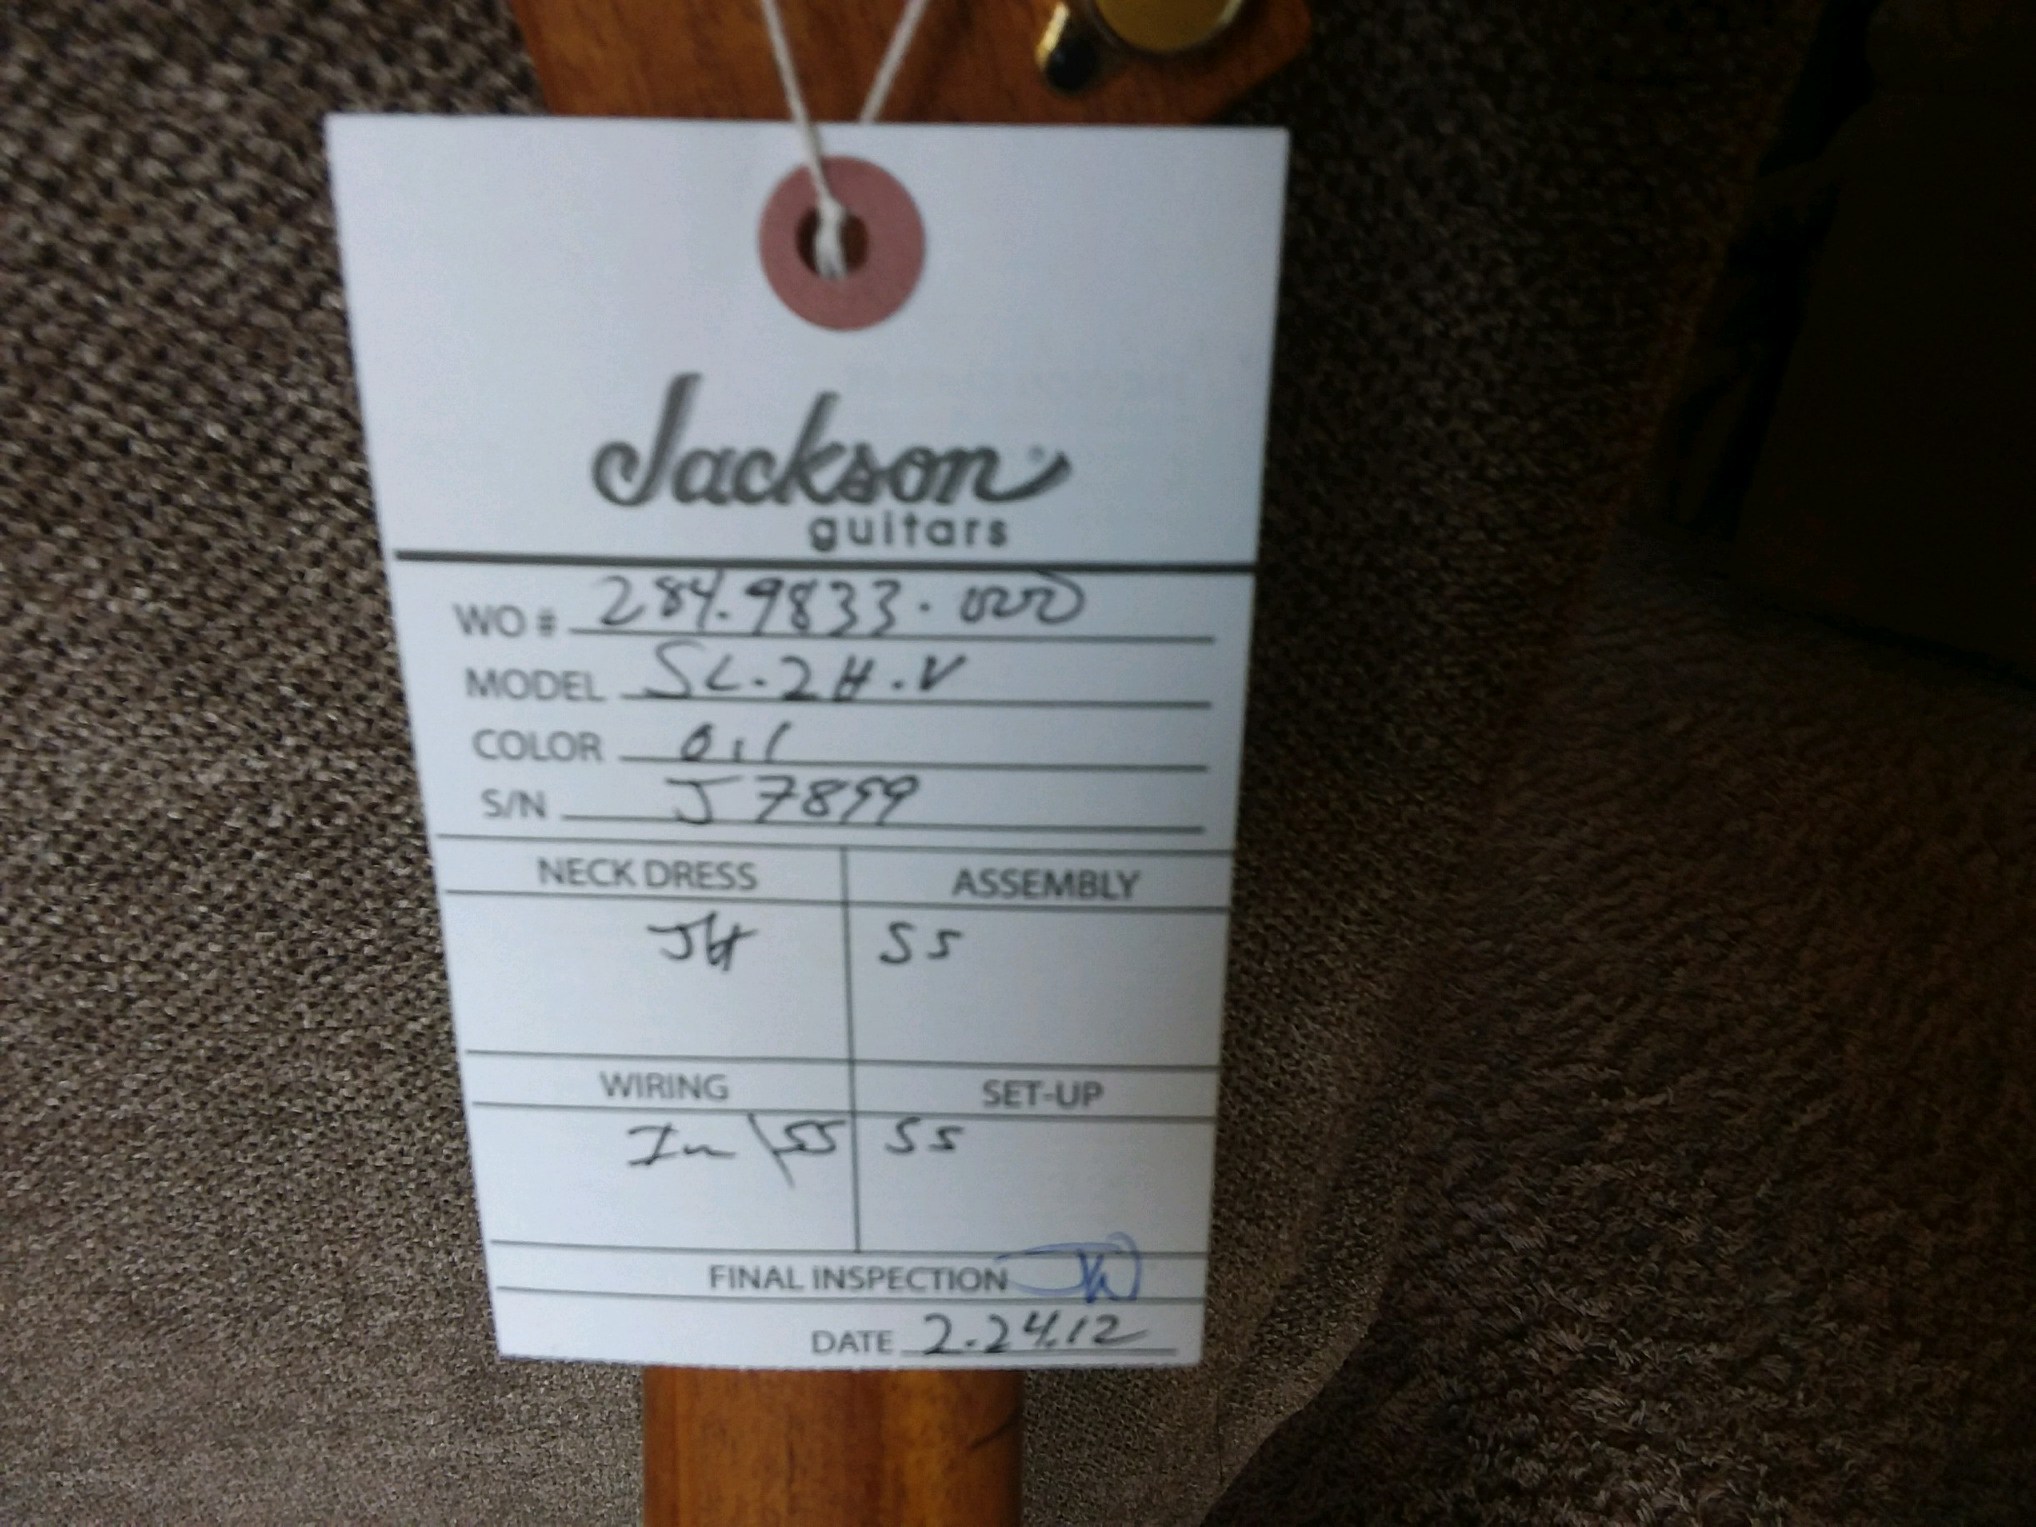 Jackson®
guitars
WO # 284.9833.000
MODEL SL.2H.V
COLOR Oil
S/N J7899
NECK DRESS ASSEMBLY
JH SS
WIRING SET-UP
SS SS
FINAL INSPECTION
DATE 2.24.12